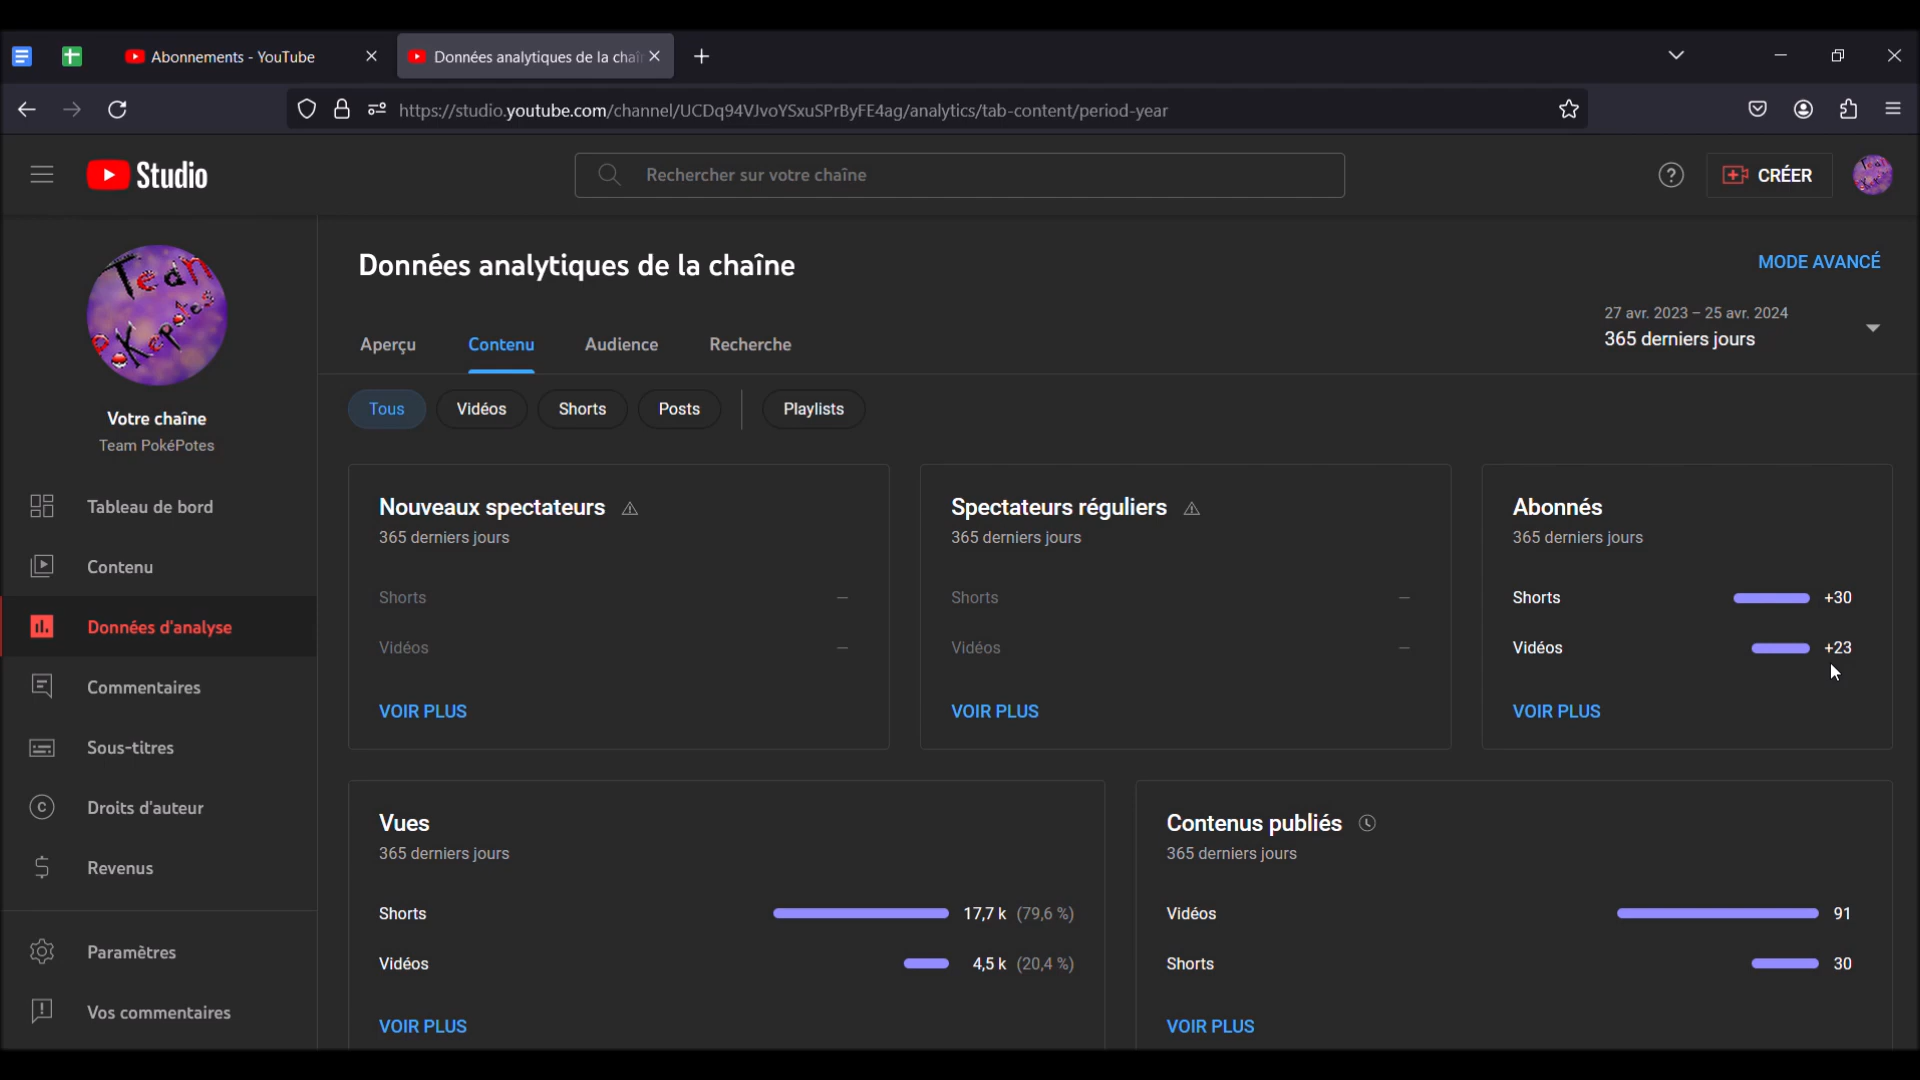 Abonnements - YouTube
Données analytiques de la chaî
https://studio.youtube.com/channel/UCDq94VJvoYSxuSPrByFE4ag/analytics/tab-content/period-year
Studio
Rechercher sur votre chaîne
CRÉER
Team
PoKepotes
Votre chaîne
Team PokéPotes
Tableau de bord
Contenu
Données d'analyse
Commentaires
Sous-titres
Droits d'auteur
Revenus
Paramètres
Vos commentaires
Données analytiques de la chaîne
MODE AVANCÉ
Aperçu Contenu Audience Recherche
27 avr. 2023 – 25 avr. 2024
365 derniers jours
Tous Vidéos Shorts Posts Playlists
Nouveaux spectateurs
365 derniers jours
Shorts –
Vidéos –
VOIR PLUS
Spectateurs réguliers
365 derniers jours
Shorts –
Vidéos –
VOIR PLUS
Abonnés
365 derniers jours
Shorts +30
Vidéos +23
VOIR PLUS
Vues
365 derniers jours
Shorts 17,7 k (79,6 %)
Vidéos 4,5 k (20,4 %)
VOIR PLUS
Contenus publiés
365 derniers jours
Vidéos 91
Shorts 30
VOIR PLUS